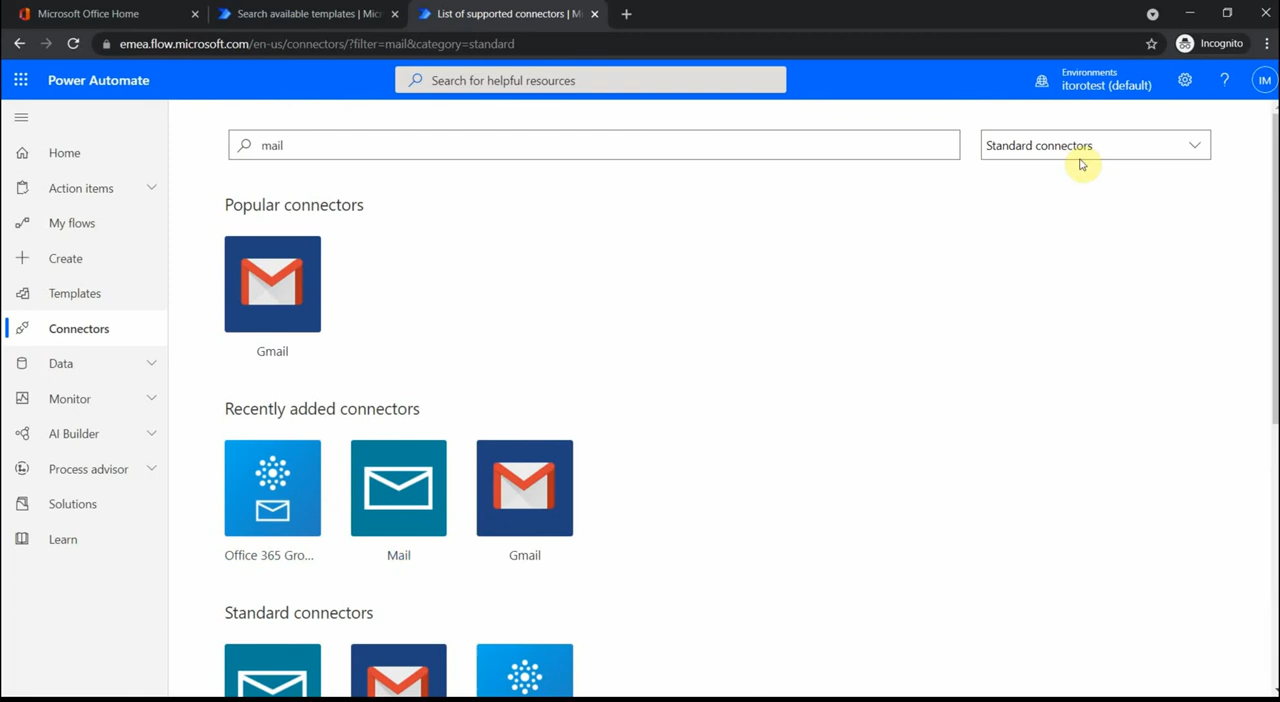 Microsoft Office Home
Search available templates | Micr
List of supported connectors | Mi
emea.flow.microsoft.com/en-us/connectors/?filter=mail&category=standard
Incognito
Power Automate
Search for helpful resources
Environments
itorotest (default)
?
IM
Home
Action items
My flows
Create
Templates
Connectors
Data
Monitor
AI Builder
Process advisor
Solutions
Learn
mail
Standard connectors
Popular connectors
Gmail
Recently added connectors
Office 365 Gro...
Mail
Gmail
Standard connectors